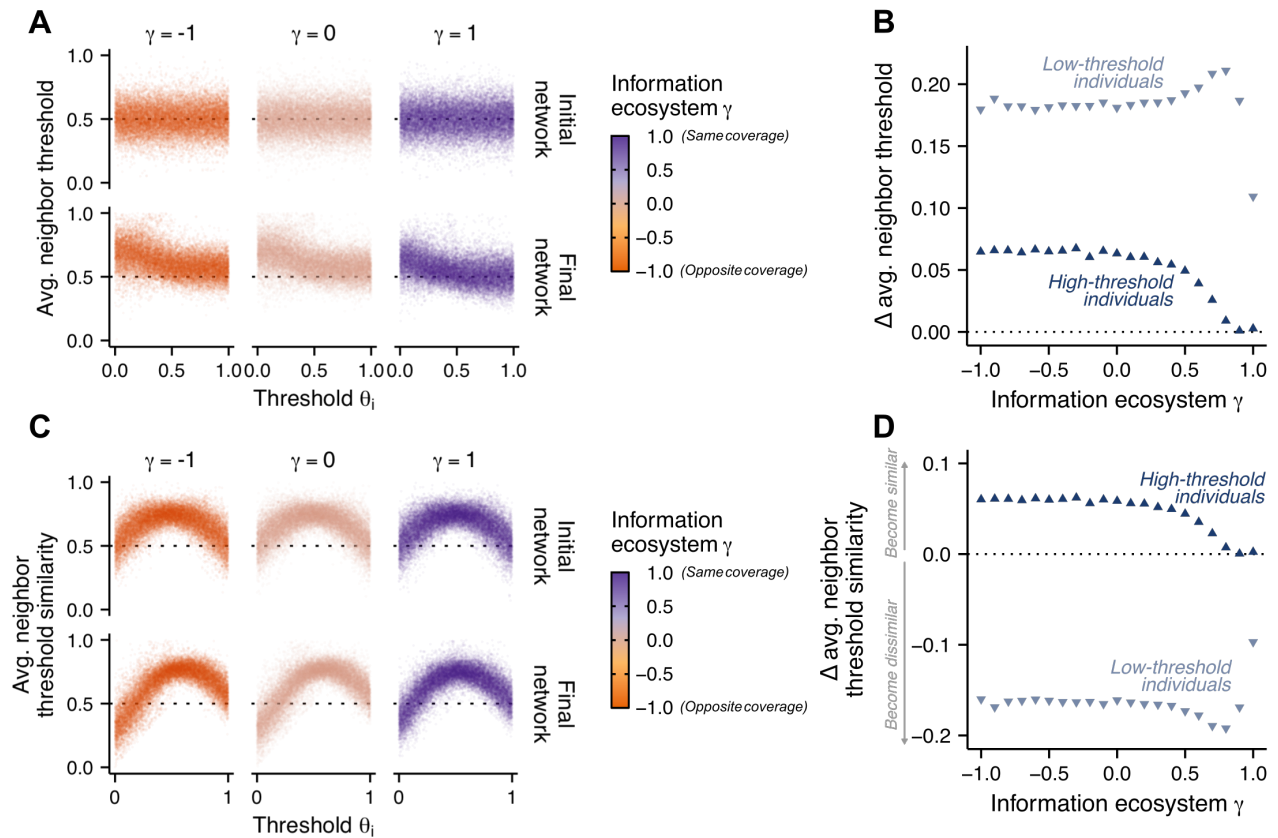 A
γ = -1
γ = 0
γ = 1
Avg. neighbor threshold
1.0
0.5
0.0
Initial
network
1.0
0.5
0.0
Final
network
0.0 0.5 1.0
0.0 0.5 1.0
0.0 0.5 1.0
Threshold θi
Information
ecosystem γ
1.0 (Same coverage)
0.5
0.0
−0.5
−1.0 (Opposite coverage)
B
Δ avg. neighbor threshold
0.20
0.15
0.10
0.05
0.00
Low-threshold
individuals
High-threshold
individuals
−1.0 −0.5 0.0 0.5 1.0
Information ecosystem γ
C
γ = -1
γ = 0
γ = 1
Avg. neighbor
threshold similarity
1.0
0.5
0.0
Initial
network
1.0
0.5
0.0
Final
network
0 1
0 1
0 1
Threshold θi
Information
ecosystem γ
1.0 (Same coverage)
0.5
0.0
−0.5
−1.0 (Opposite coverage)
D
Δ avg. neighbor
threshold similarity
Become similar
Become dissimilar
0.1
0.0
−0.1
−0.2
High-threshold
individuals
Low-threshold
individuals
−1.0 −0.5 0.0 0.5 1.0
Information ecosystem γ